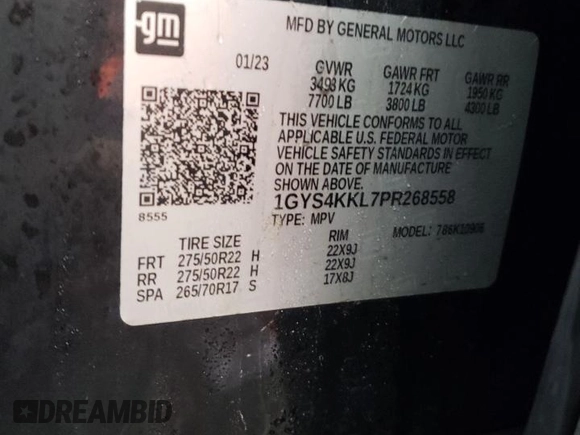 gm
MFD BY GENERAL MOTORS LLC
01/23
GVWR GAWR FRT GAWR RR
3493 KG 1724 KG 1950 KG
7700 LB 3800 LB 4300 LB
THIS VEHICLE CONFORMS TO ALL
APPLICABLE U.S. FEDERAL MOTOR
VEHICLE SAFETY STANDARDS IN EFFECT
ON THE DATE OF MANUFACTURE
SHOWN ABOVE.
1GYS4KKL7PR268558
8555
TYPE: MPV MODEL: 786K10906
TIRE SIZE RIM
FRT 275/50R22 H 22X9J
RR 275/50R22 H 22X9J
SPA 265/70R17 S 17X8J
DREAMBID